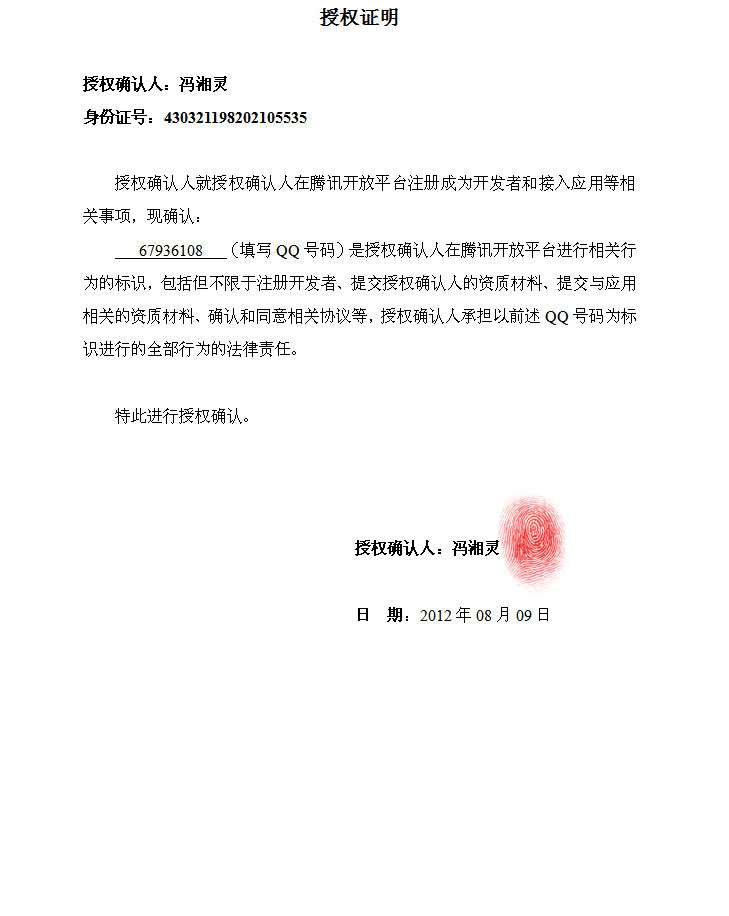 授权证明
授权确认人：冯湘灵
身份证号：430321198202105535
授权确认人就授权确认人在腾讯开放平台注册成为开发者和接入应用等相
关事项，现确认：
67936108 （填写 QQ 号码）是授权确认人在腾讯开放平台进行相关行
为的标识，包括但不限于注册开发者、提交授权确认人的资质材料、提交与应用
相关的资质材料、确认和同意相关协议等，授权确认人承担以前述 QQ 号码为标
识进行的全部行为的法律责任。
特此进行授权确认。
授权确认人：冯湘灵
日 期：2012 年 08 月 09 日